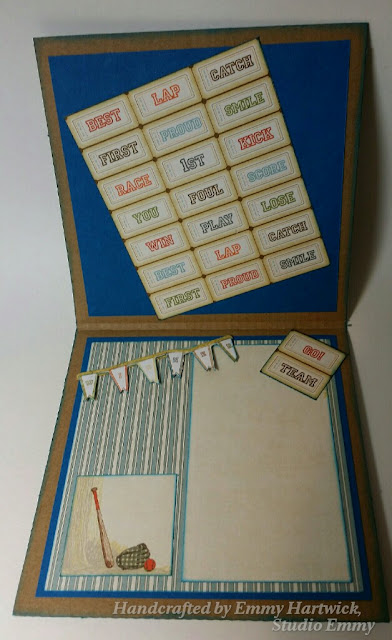 BEST LAP CATCH
FIRST PROUD SMILE
RACE 1ST KICK
YOU FOUL SCORE
WIN PLAY LOSE
BEST LAP CATCH
FIRST PROUD SMILE
GO!
TEAM
Handcrafted by Emmy Hartwick,
Studio Emmy